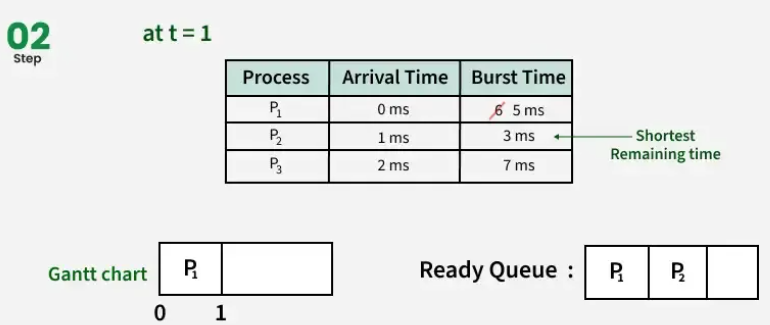 02
Step
at t = 1
Process Arrival Time Burst Time
P1 0 ms 6 5 ms
P2 1 ms 3 ms
P3 2 ms 7 ms
Shortest
Remaining time
Gantt chart P1
0 1
Ready Queue : P1 P2